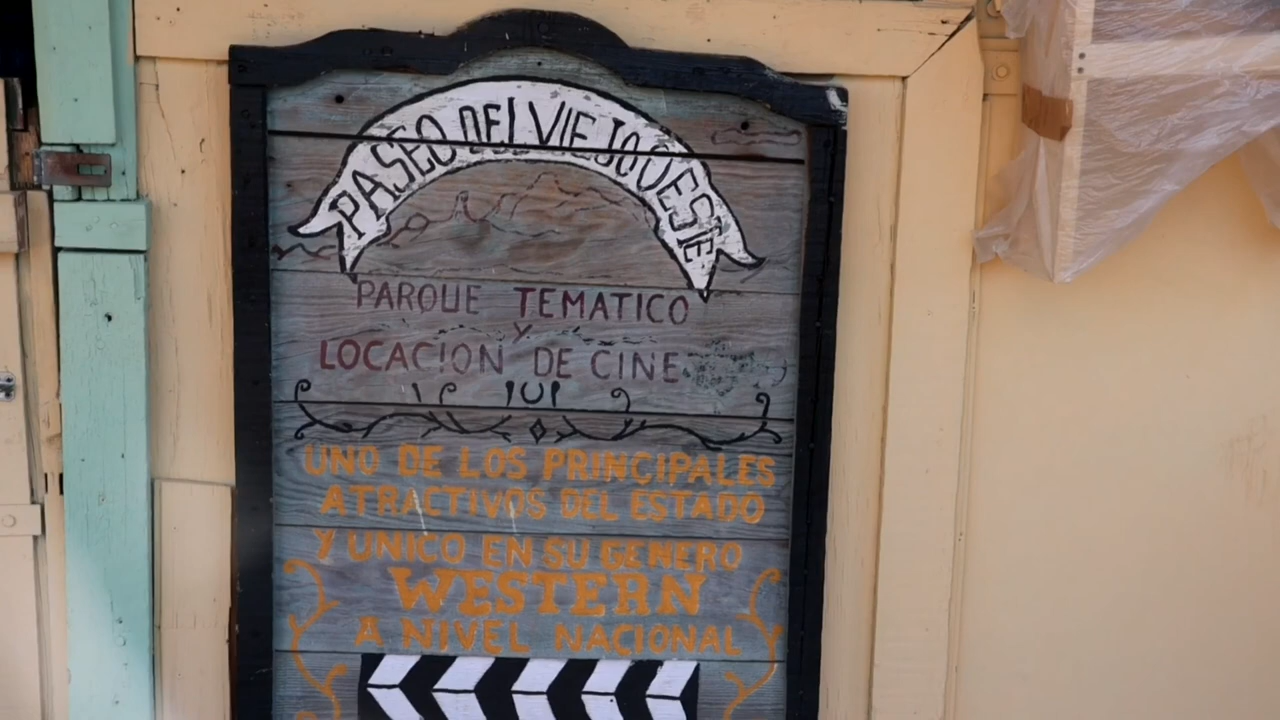 PASEO DEL VIEJO OESTE
PARQUE TEMATICO
Y
LOCACION DE CINE
UNO DE LOS PRINCIPALES
ATRACTIVOS DEL ESTADO
Y UNICO EN SU GENERO
WESTERN
A NIVEL NACIONAL